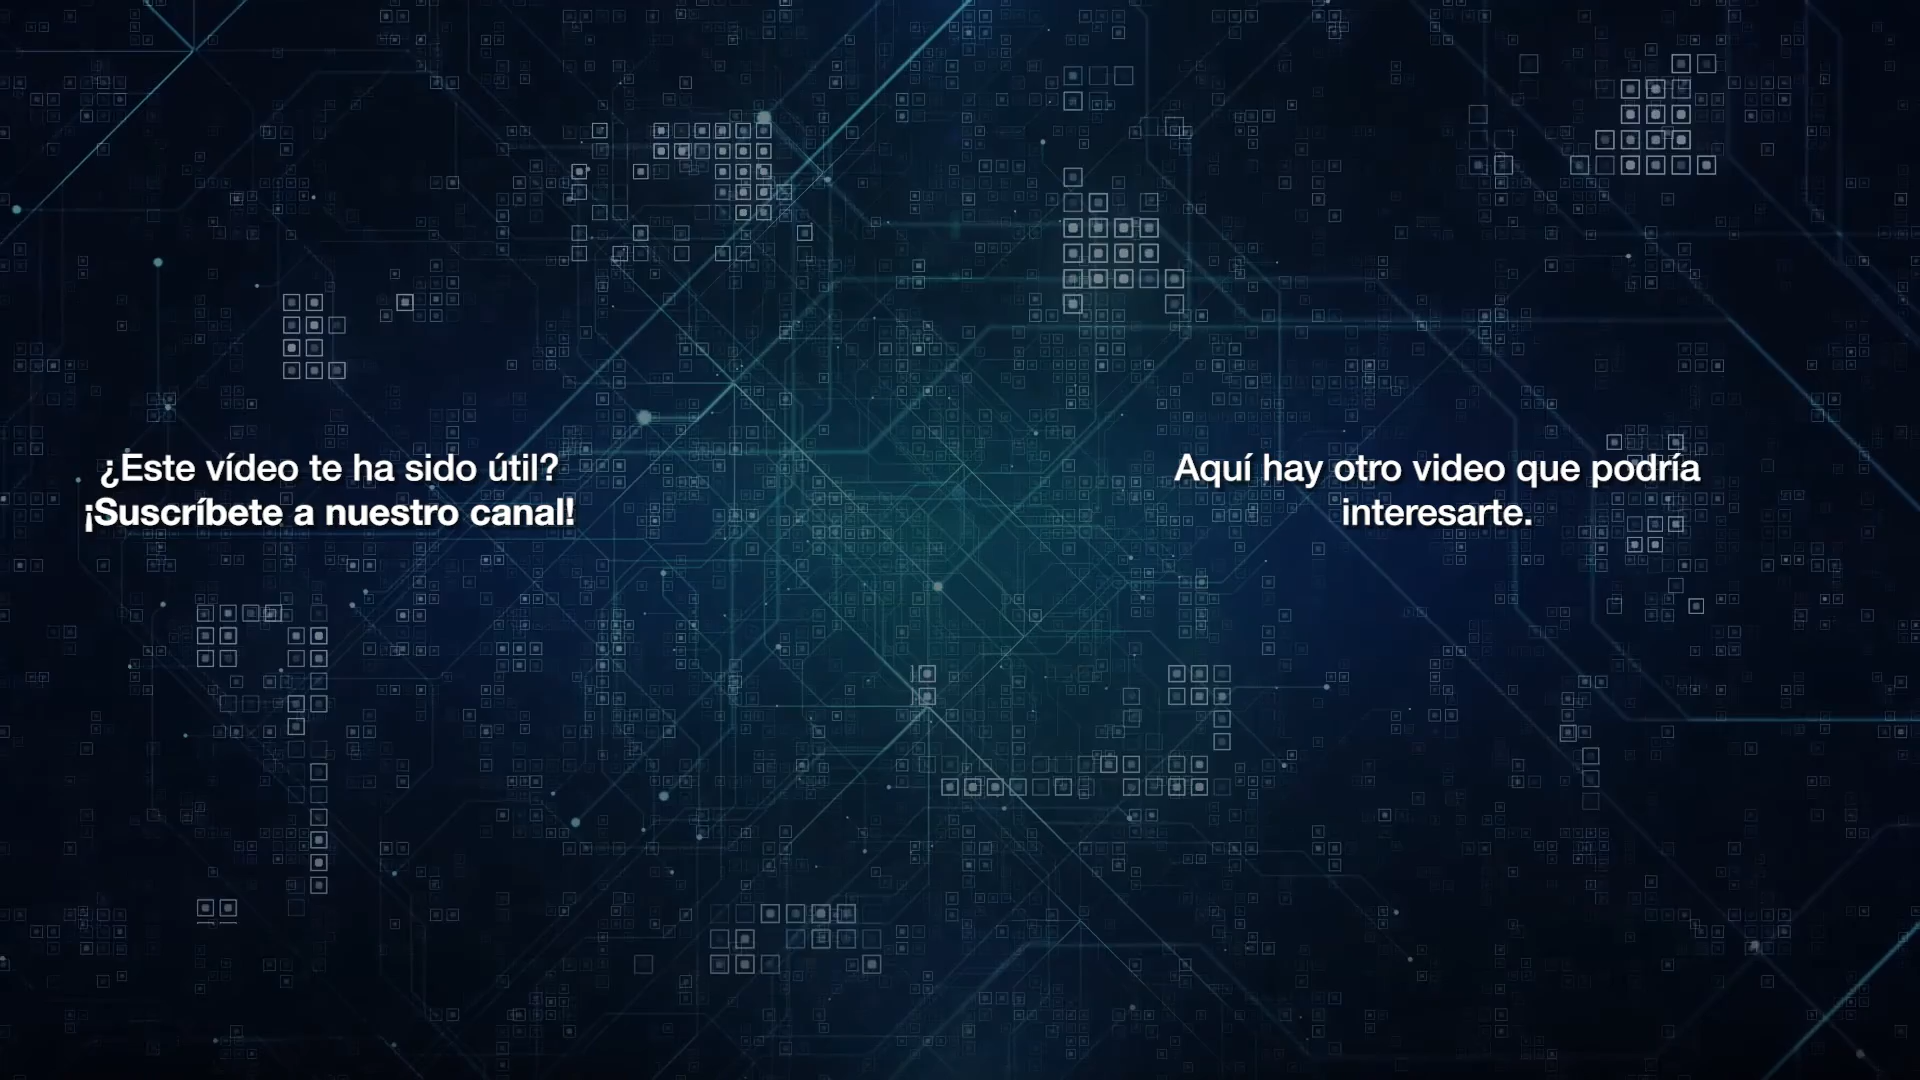 ¿Este vídeo te ha sido útil?
¡Suscríbete a nuestro canal!
Aquí hay otro video que podría
interesarte.